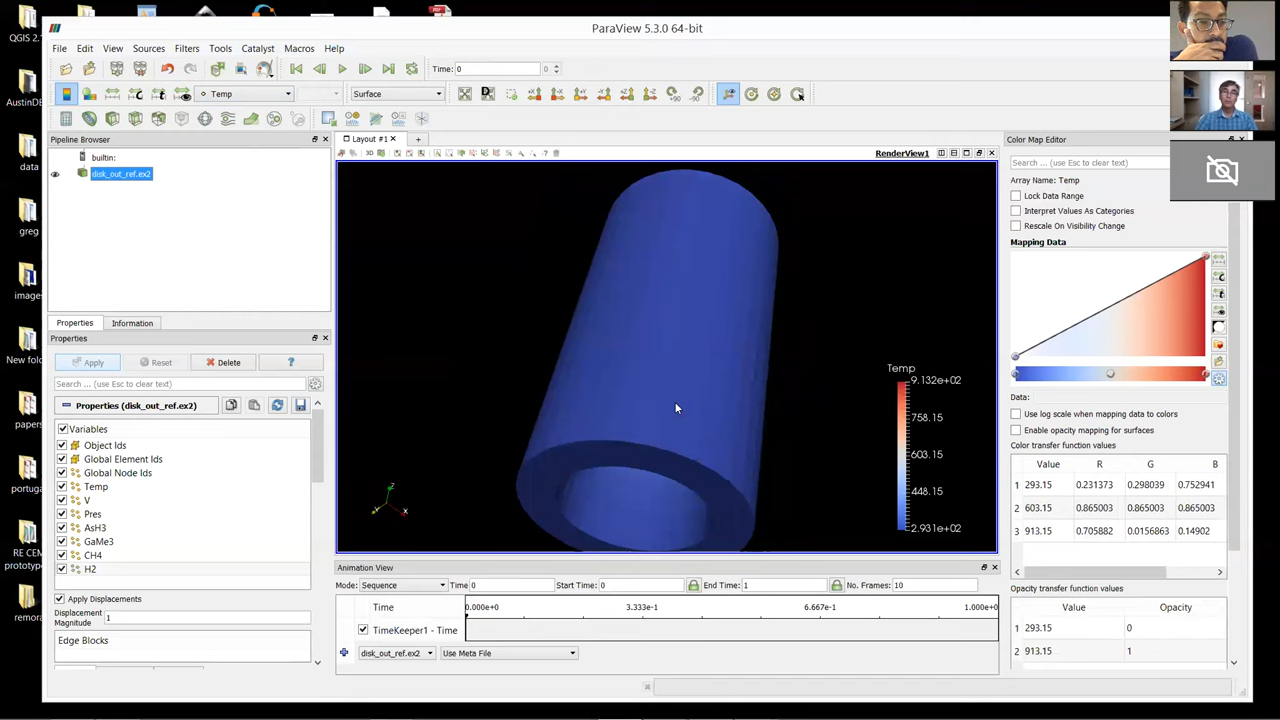 QGIS 2.
AustinDE
data
greg
images
New fold
papers
portuga
RE CEM
prototype
remora
ParaView 5.3.0 64-bit
File Edit View Sources Filters Tools Catalyst Macros Help
Time: 0 0
Temp Surface
Pipeline Browser
builtin:
disk_out_ref.ex2
Properties Information
Properties
Apply Reset Delete ?
Search ... (use Esc to clear text)
Properties (disk_out_ref.ex2)
Variables
Object Ids
Global Element Ids
Global Node Ids
Temp
V
Pres
AsH3
GaMe3
CH4
H2
Apply Displacements
Displacement
Magnitude
1
Edge Blocks
Layout #1 +
3D RenderView1
Temp
9.132e+02
758.15
603.15
448.15
2.931e+02
Z
Y
X
Animation View
Mode: Sequence Time 0 Start Time: 0 End Time: 1 No. Frames: 10
Time 0.000e+0 3.333e-1 6.667e-1 1.000e+0
TimeKeeper1 - Time
disk_out_ref.ex2 Use Meta File
Color Map Editor
Search ... (use Esc to clear text)
Array Name: Temp
Lock Data Range
Interpret Values As Categories
Rescale On Visibility Change
Mapping Data
Data:
Use log scale when mapping data to colors
Enable opacity mapping for surfaces
Color transfer function values
Value R G B
1 293.15 0.231373 0.298039 0.752941
2 603.15 0.865003 0.865003 0.865003
3 913.15 0.705882 0.0156863 0.14902
Opacity transfer function values
Value Opacity
1 293.15 0
2 913.15 1